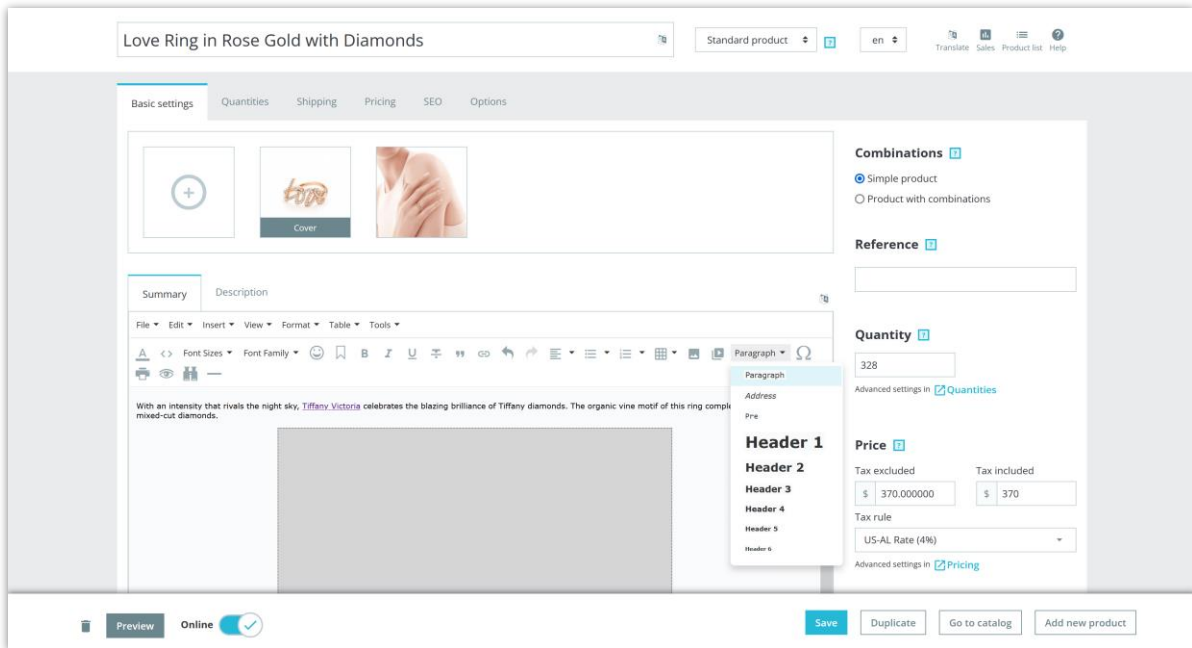 Love Ring in Rose Gold with Diamonds
Standard product
?
en
Translate
Sales
Product list
Help
Basic settings
Quantities
Shipping
Pricing
SEO
Options
Cover
Combinations ?
Simple product
Product with combinations
Reference ?
Summary
Description
File Edit Insert View Format Table Tools
A <> Font Sizes Font Family B I U Paragraph Ω
With an intensity that rivals the night sky, Tiffany Victoria celebrates the blazing brilliance of Tiffany diamonds. The organic vine motif of this ring
mixed-cut diamonds.
Paragraph
Address
Pre
Header 1
Header 2
Header 3
Header 4
Header 5
Header 6
Quantity ?
328
Advanced settings in Quantities
Price ?
Tax excluded
Tax included
$ 370.000000
$ 370
Tax rule
US-AL Rate (4%)
Advanced settings in Pricing
Preview
Online
Save
Duplicate
Go to catalog
Add new product